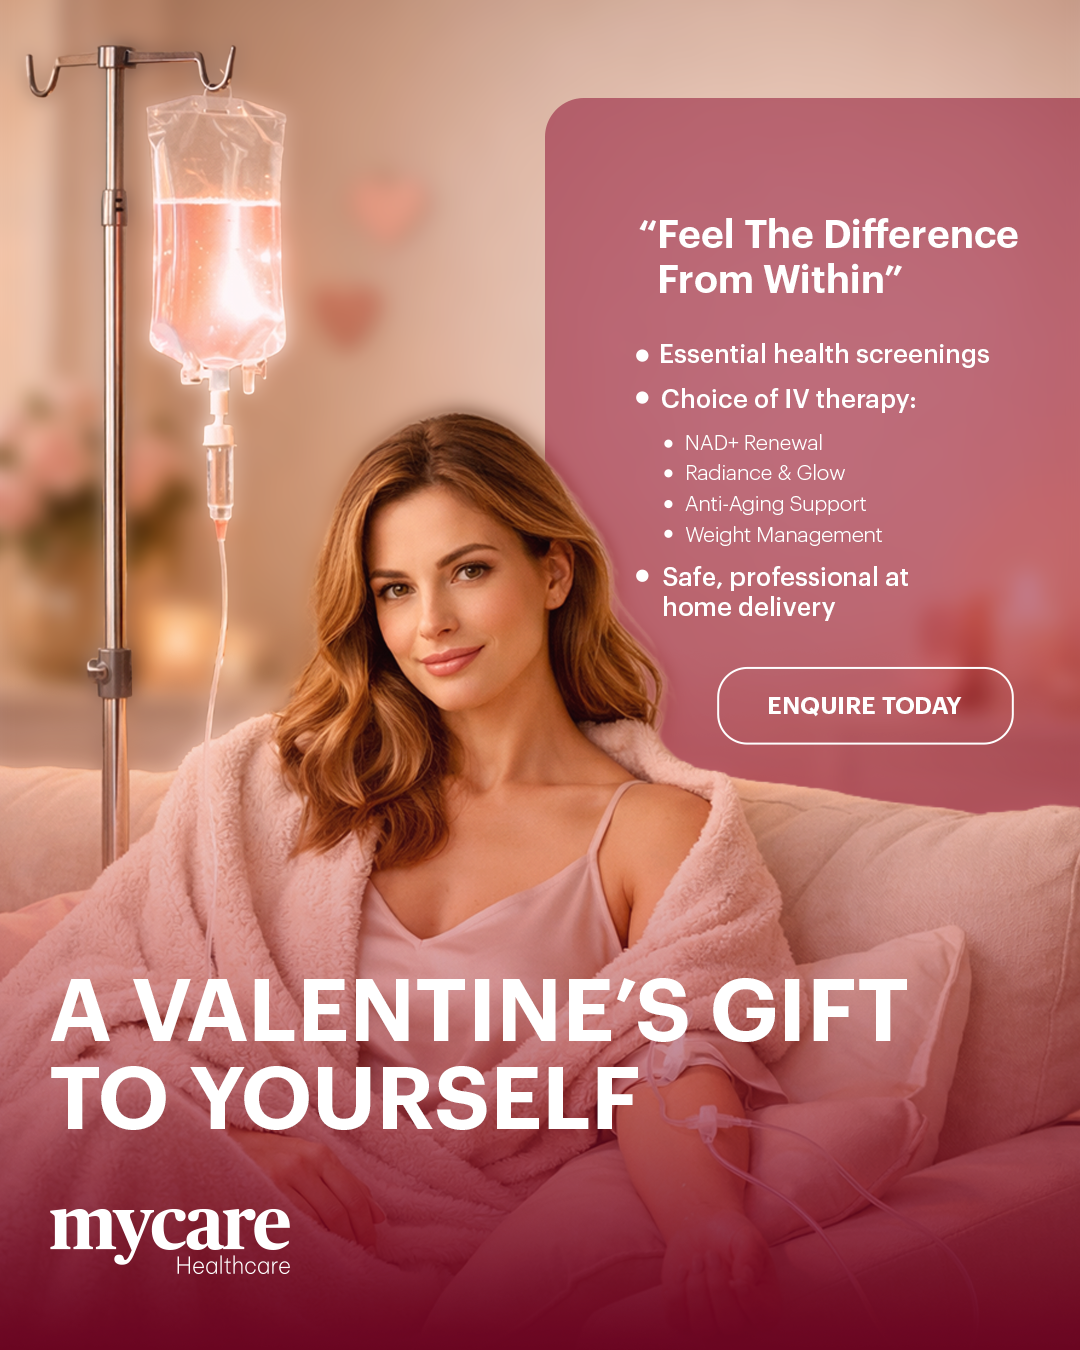 “Feel The Difference
From Within”
Essential health screenings
Choice of IV therapy:
NAD+ Renewal
Radiance & Glow
Anti-Aging Support
Weight Management
Safe, professional at
home delivery
ENQUIRE TODAY
A VALENTINE’S GIFT
TO YOURSELF
mycare
Healthcare